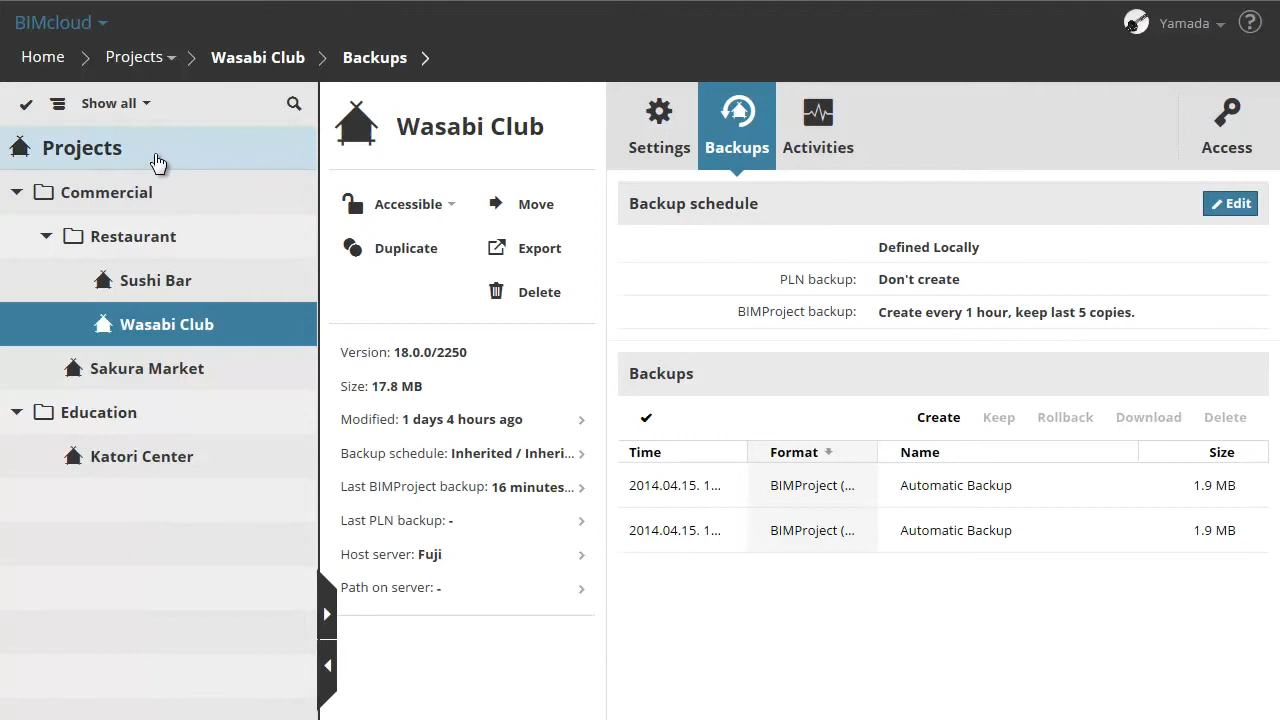 BIMcloud
Yamada
?
Home Projects Wasabi Club Backups
Show all
Projects
Commercial
Restaurant
Sushi Bar
Wasabi Club
Sakura Market
Education
Katori Center
Wasabi Club
Accessible Move
Duplicate Export
Delete
Version: 18.0.0/2250
Size: 17.8 MB
Modified: 1 days 4 hours ago
Backup schedule: Inherited / Inheri...
Last BIMProject backup: 16 minutes...
Last PLN backup: -
Host server: Fuji
Path on server: -
Settings Backups Activities Access
Backup schedule Edit
Defined Locally
PLN backup: Don't create
BIMProject backup: Create every 1 hour, keep last 5 copies.
Backups
Create Keep Rollback Download Delete
Time Format Name Size
2014.04.15. 1... BIMProject (... Automatic Backup 1.9 MB
2014.04.15. 1... BIMProject (... Automatic Backup 1.9 MB